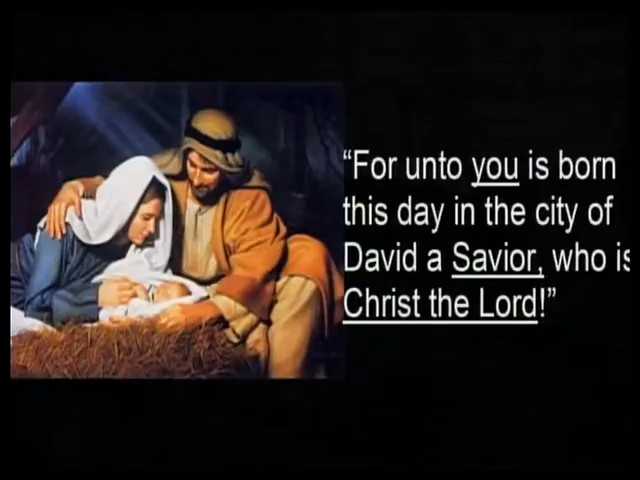 “For unto you is born
this day in the city of
David a Savior, who is
Christ the Lord!”